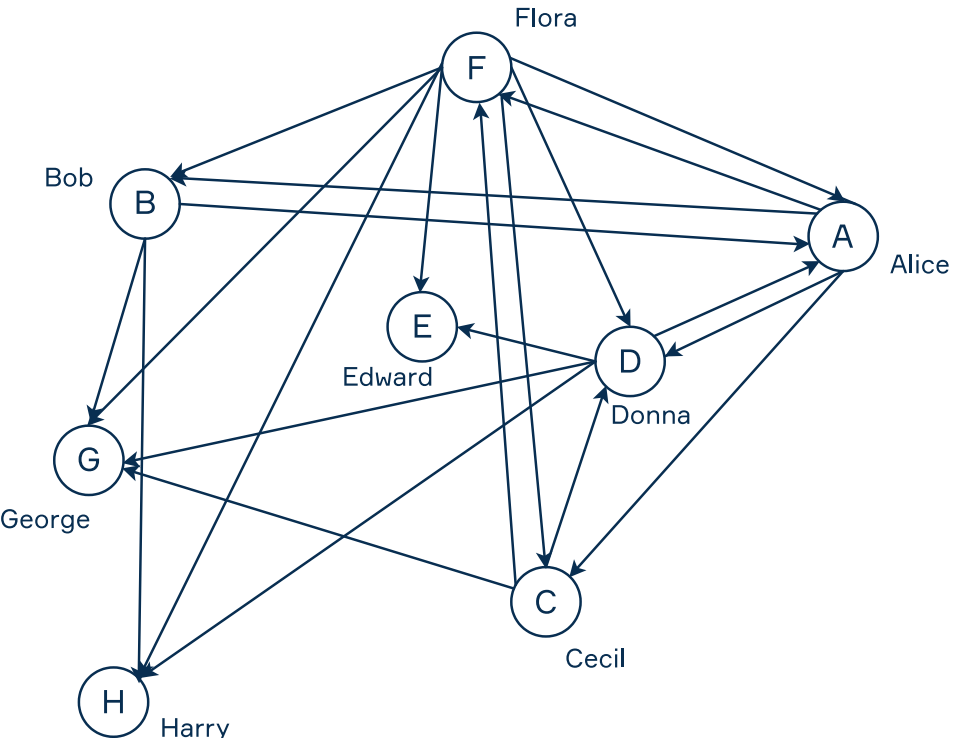 Flora
F
Bob
B
A
Alice
E
Edward
D
Donna
G
George
C
Cecil
H
Harry